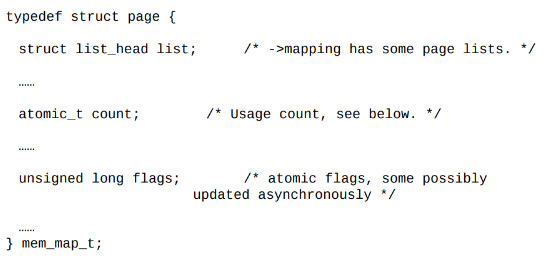 typedef struct page {
struct list_head list; /* ->mapping has some page lists. */
……
atomic_t count; /* Usage count, see below. */
……
unsigned long flags; /* atomic flags, some possibly
updated asynchronously */
……
} mem_map_t;